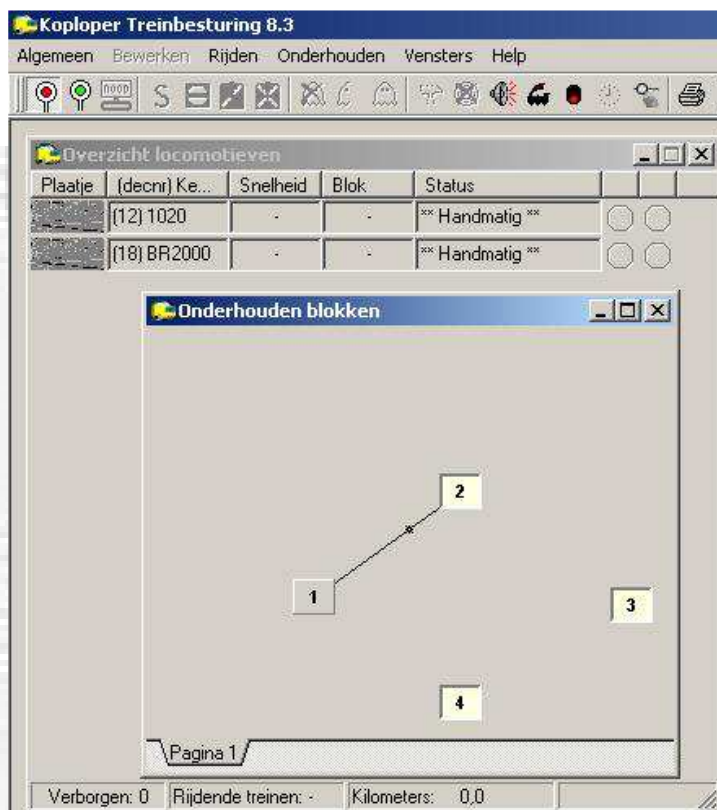 Koploper Treinbesturing 8.3
Algemeen Bewerken Rijden Onderhouden Vensters Help
noop S
Overzicht locomotieven
Plaatje (decnr) Ke... Snelheid Blok Status
(12) 1020 - - ** Handmatig **
(18) BR2000 - - ** Handmatig **
Onderhouden blokken
2
1
3
4
Pagina 1
Verborgen: 0 Rijdende treinen: - Kilometers: 0,0